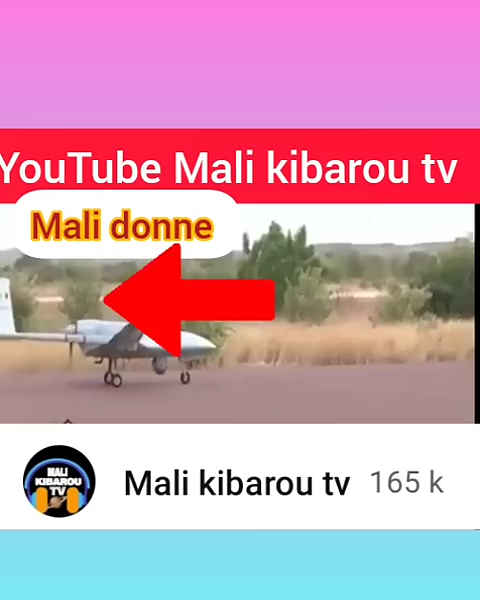 YouTube Mali kibarou tv
Mali donne
MALI
KIBAROU
TV
Mali kibarou tv 165 k